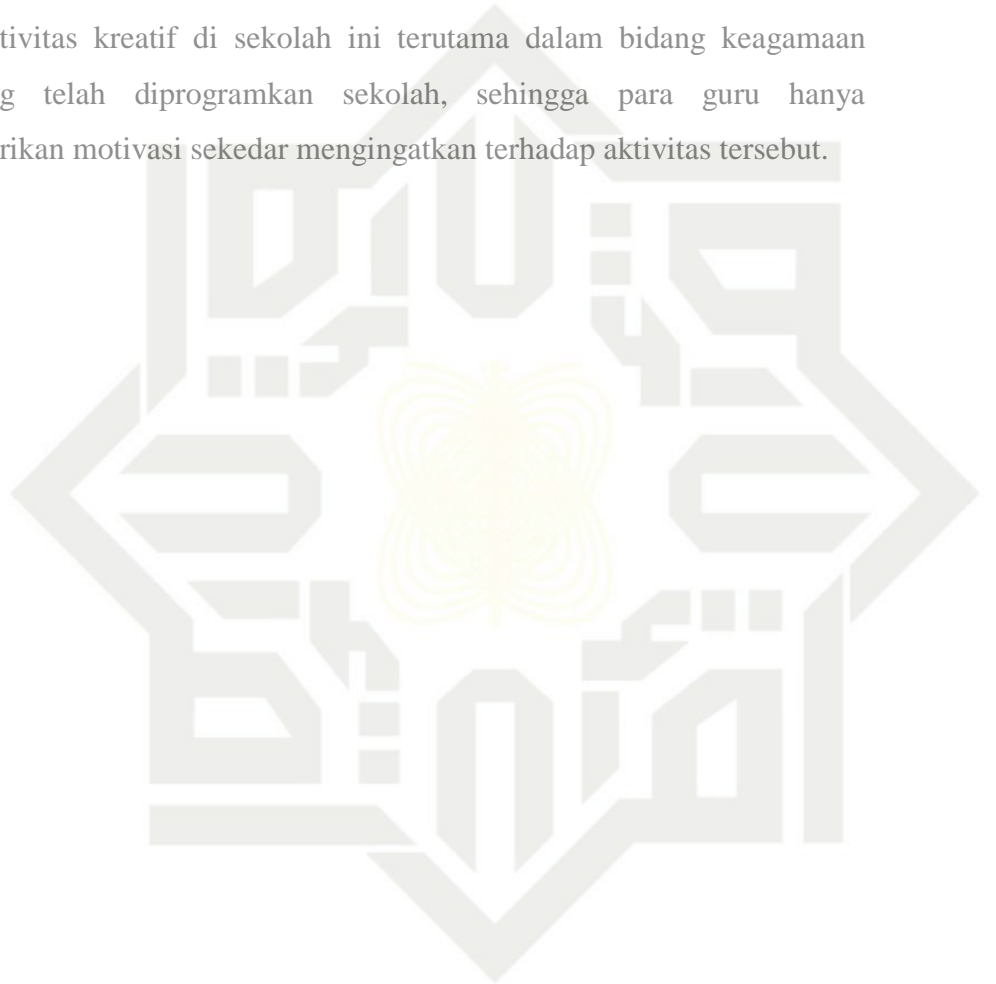 tivitas kreatif di sekolah ini terutama dalam bidang keagamaan
g telah diprogramkan sekolah, sehingga para guru hanya
rikan motivasi sekedar mengingatkan terhadap aktivitas tersebut.